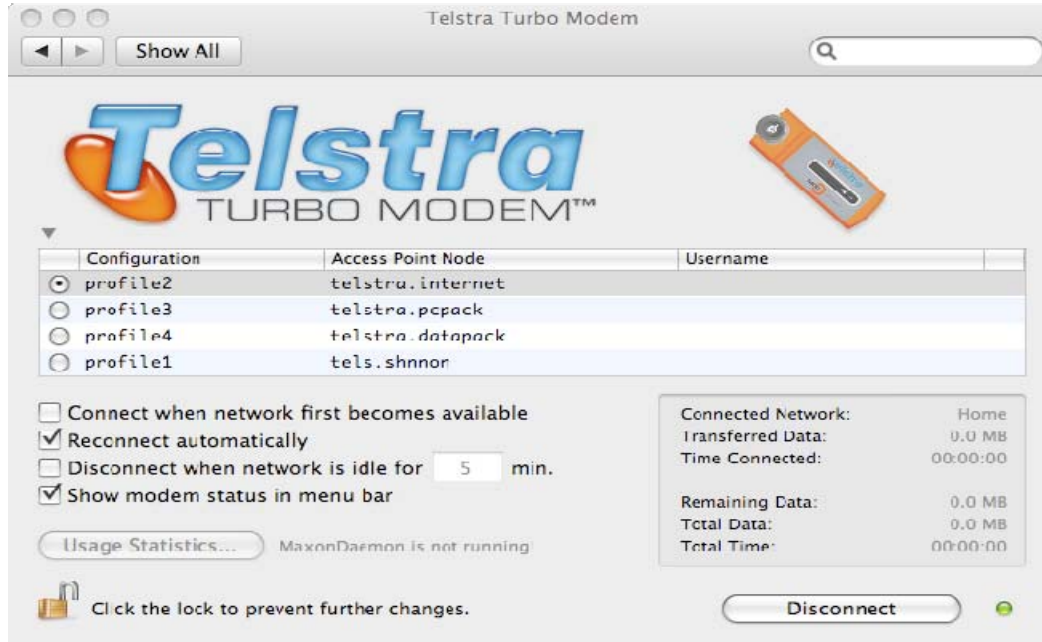 Telstra Turbo Modem
Show All
Telstra
TURBO MODEM™
Configuration Access Point Node Username
profile2 telstra.internet
profile3 telstra.pcpack
profile4 telstra.datapack
profile1
Connect when network first becomes available
Reconnect automatically
Disconnect when network is idle for 5 min.
Show modem status in menu bar
Connected Network: Home
Transferred Data: 0.0 MB
Time Connected: 00:00:00
Remaining Data: 0.0 MB
Total Data: 0.0 MB
Total Time: 00:00:00
Usage Statistics... MaxonDaemon is not running
Click the lock to prevent further changes.
Disconnect